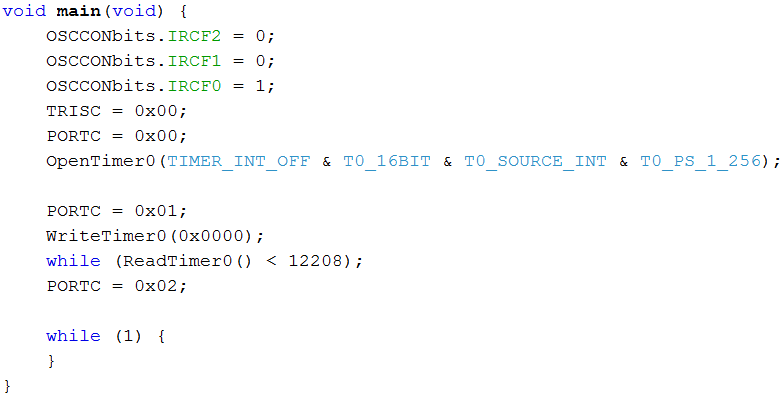 void main(void) {
    OSCCONbits.IRCF2 = 0;
    OSCCONbits.IRCF1 = 0;
    OSCCONbits.IRCF0 = 1;
    TRISC = 0x00;
    PORTC = 0x00;
    OpenTimer0(TIMER_INT_OFF & T0_16BIT & T0_SOURCE_INT & T0_PS_1_256);

    PORTC = 0x01;
    WriteTimer0(0x0000);
    while (ReadTimer0() < 12208);
    PORTC = 0x02;

    while (1) {
    }
}